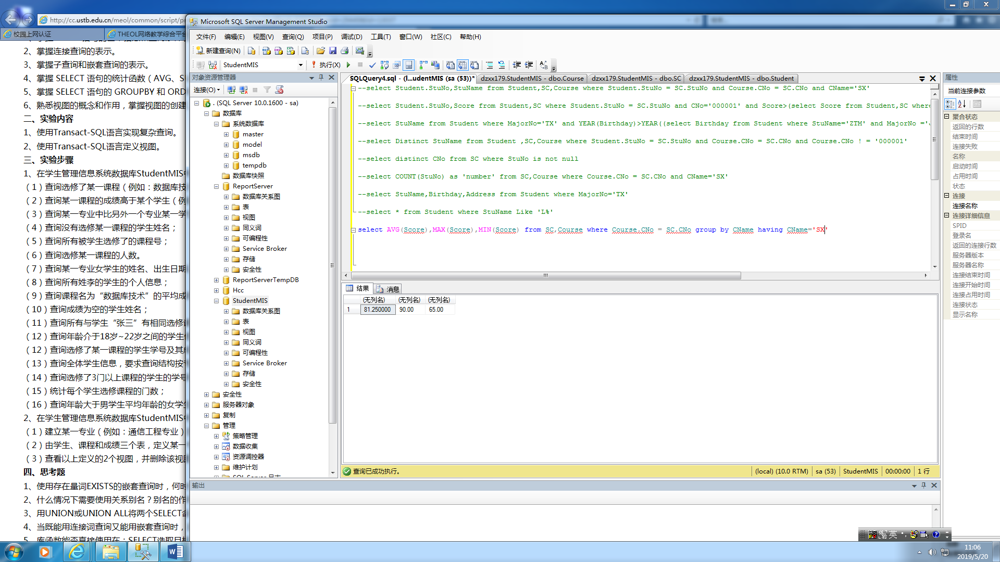 http://cc.ustb.edu.cn/meol/common/script/pr
校园上网认证
THEOL网络教学综合平台
2、掌握连接查询的表示。
3、掌握子查询和嵌套查询的表示。
4、掌握 SELECT 语句的统计函数（AVG、S
5、掌握 SELECT 语句的 GROUPBY 和 ORD
6、熟悉视图的概念和作用，掌握视图的创建
二、实验内容
1、使用Transact-SQL语言实现复杂查询。
2、使用Transact-SQL语言定义视图。
三、实验步骤
1、在学生管理信息系统数据库StudentMIS中
（1）查询选修了某一课程（例如：数据库技
（2）查询某一课程的成绩高于某个学生（例
（3）查询某一专业中比另外一个专业某一学
（4）查询没有选修某一课程的学生姓名；
（5）查询所有被学生选修了的课程号；
（6）查询选修某一课程的人数。
（7）查询某一专业女学生的姓名、出生日期
（8）查询所有姓李的学生的个人信息；
（9）查询课程名为“数据库技术”的平均成
（10）查询成绩为空的学生姓名；
（11）查询所有与学生“张三”有相同选修课
（12）查询年龄介于18岁~22岁之间的学生信
（12）查询选修了某一课程的学生学号及其成
（13）查询全体学生信息，要求查询结构按专
（14）查询选修了3门以上课程的学生的学号
（15）统计每个学生选修课程的门数；
（16）查询年龄大于男学生平均年龄的女学生
2、在学生管理信息系统数据库StudentMIS中
（1）建立某一专业（例如：通信工程专业）
（2）由学生、课程和成绩三个表，定义某一
（3）查看以上定义的2个视图，并删除该视图
四、思考题
1、使用存在量词EXISTS的嵌套查询时，何时
2、什么情况下需要使用关系别名？别名的作
3、用UNION或UNION ALL将两个SELECT命
4、当既能用连接词查询又能用嵌套查询时，
5、库函数能否直接使用在：SELECT选取目标
Microsoft SQL Server Management Studio
文件(F) 编辑(E) 视图(V) 查询(Q) 项目(P) 调试(D) 工具(T) 窗口(W) 社区(C) 帮助(H)
新建查询(N)
StudentMIS 执行(X)
对象资源管理器
连接(O)
. (SQL Server 10.0.1600 - sa)
数据库
系统数据库
master
model
msdb
tempdb
数据库快照
ReportServer
数据库关系图
表
视图
同义词
可编程性
Service Broker
存储
安全性
ReportServerTempDB
Hcc
StudentMIS
数据库关系图
表
视图
同义词
可编程性
Service Broker
存储
安全性
安全性
服务器对象
复制
管理
策略管理
数据收集
资源调控器
维护计划
SQL Server 日志
SQLQuery4.sql - (l...udentMIS (sa (53))* dzxx179.StudentMIS - dbo.Course dzxx179.StudentMIS - dbo.SC dzxx179.StudentMIS - dbo.Student
--select Student.StuNo,StuName from Student,SC,Course where Student.StuNo = SC.StuNo and Course.CNo = SC.CNo and CName='SX'
--select Student.StuNo,Score from Student,SC where Student.StuNo = SC.StuNo and CNo='000001' and Score>(select Score from Student,SC where
--select StuName from Student where MajorNo='TX' and YEAR(Birthday)>YEAR((select Birthday from Student where StuName='ZTM' and MajorNo ='
--select Distinct StuName from Student ,SC,Course where Student.StuNo = SC.StuNo and Course.CNo = SC.CNo and Course.CNo ! = '000001'
--select distinct CNo from SC where StuNo is not null
--select COUNT(StuNo) as 'number' from SC,Course where Course.CNo = SC.CNo and CName='SX'
--select StuName,Birthday,Address from Student where MajorNo='TX'
--select * from Student where StuName Like 'L%'
select AVG(Score),MAX(Score),MIN(Score) from SC,Course where Course.CNo = SC.CNo group by CName having CName='SX'
结果 消息
(无列名) (无列名) (无列名)
1 81.250000 90.00 65.00
查询已成功执行。 (local) (10.0 RTM) sa (53) StudentMIS 00:00:00 1 行
输出
属性
当前连接参数
聚合状态
返回的行数
结束时间
连接失败
名称
启动时间
占用时间
状态
连接
连接名称
连接详细信息
SPID
登录名
返回的连接行数
服务器版本
服务器名称
连接结束时间
连接开始时间
连接占用时间
连接状态
显示名称
英
11:06
2019/5/20